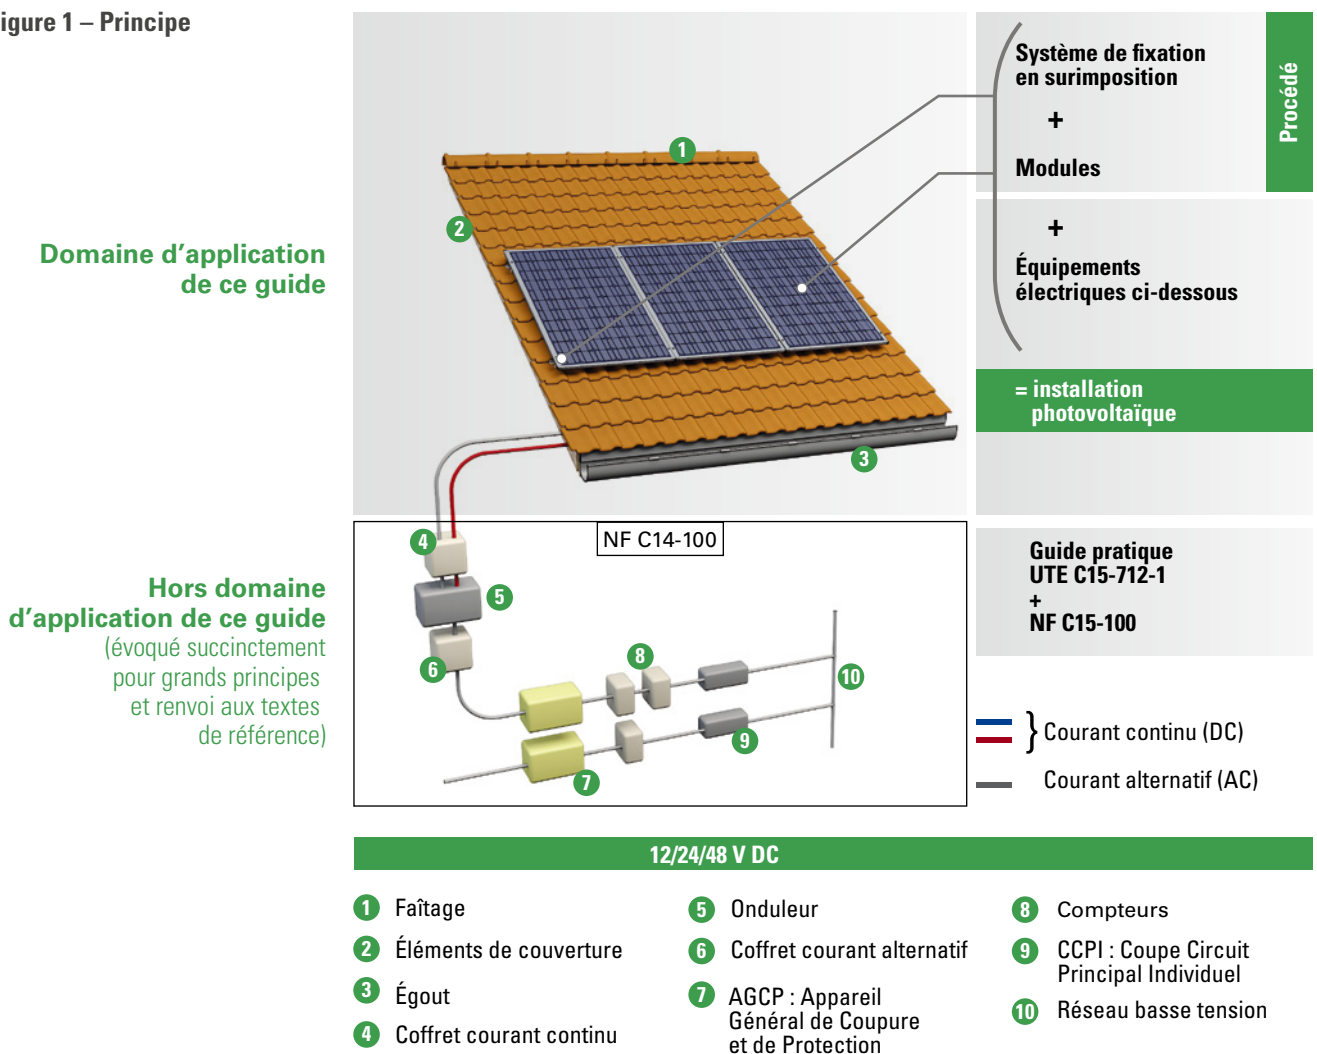 igure 1 – Principe
Système de fixation
en surimposition
+
Modules
Procédé
+
Équipements
électriques ci-dessous
= installation
photovoltaïque
Domaine d'application
de ce guide
1
2
3
Hors domaine
d'application de ce guide
(évoqué succinctement
pour grands principes
et renvoi aux textes
de référence)
NF C14-100
4
5
6
8
10
9
7
Guide pratique
UTE C15-712-1
+
NF C15-100
} Courant continu (DC)
Courant alternatif (AC)
12/24/48 V DC
1 Faîtage
2 Éléments de couverture
3 Égout
4 Coffret courant continu
5 Onduleur
6 Coffret courant alternatif
7 AGCP : Appareil
Général de Coupure
et de Protection
8 Compteurs
9 CCPI : Coupe Circuit
Principal Individuel
10 Réseau basse tension